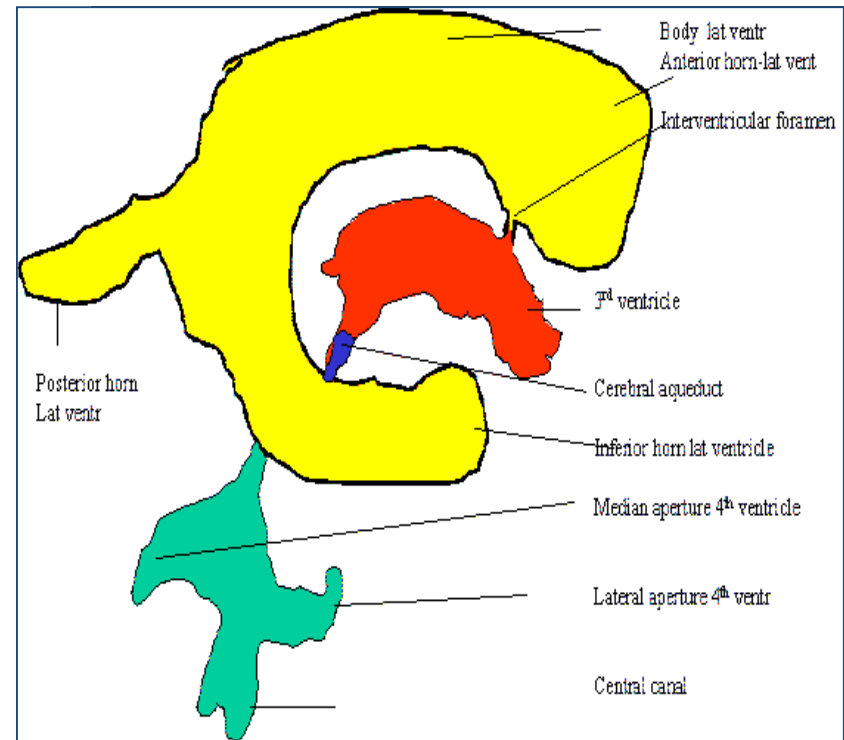 Body lat ventr
Anterior horn-lat vent
Interventricular foramen
3rd ventricle
Cerebral aqueduct
Posterior horn
Lat ventr
Inferior horn lat ventricle
Median aperture 4th ventricle
Lateral aperture 4th ventr
Central canal